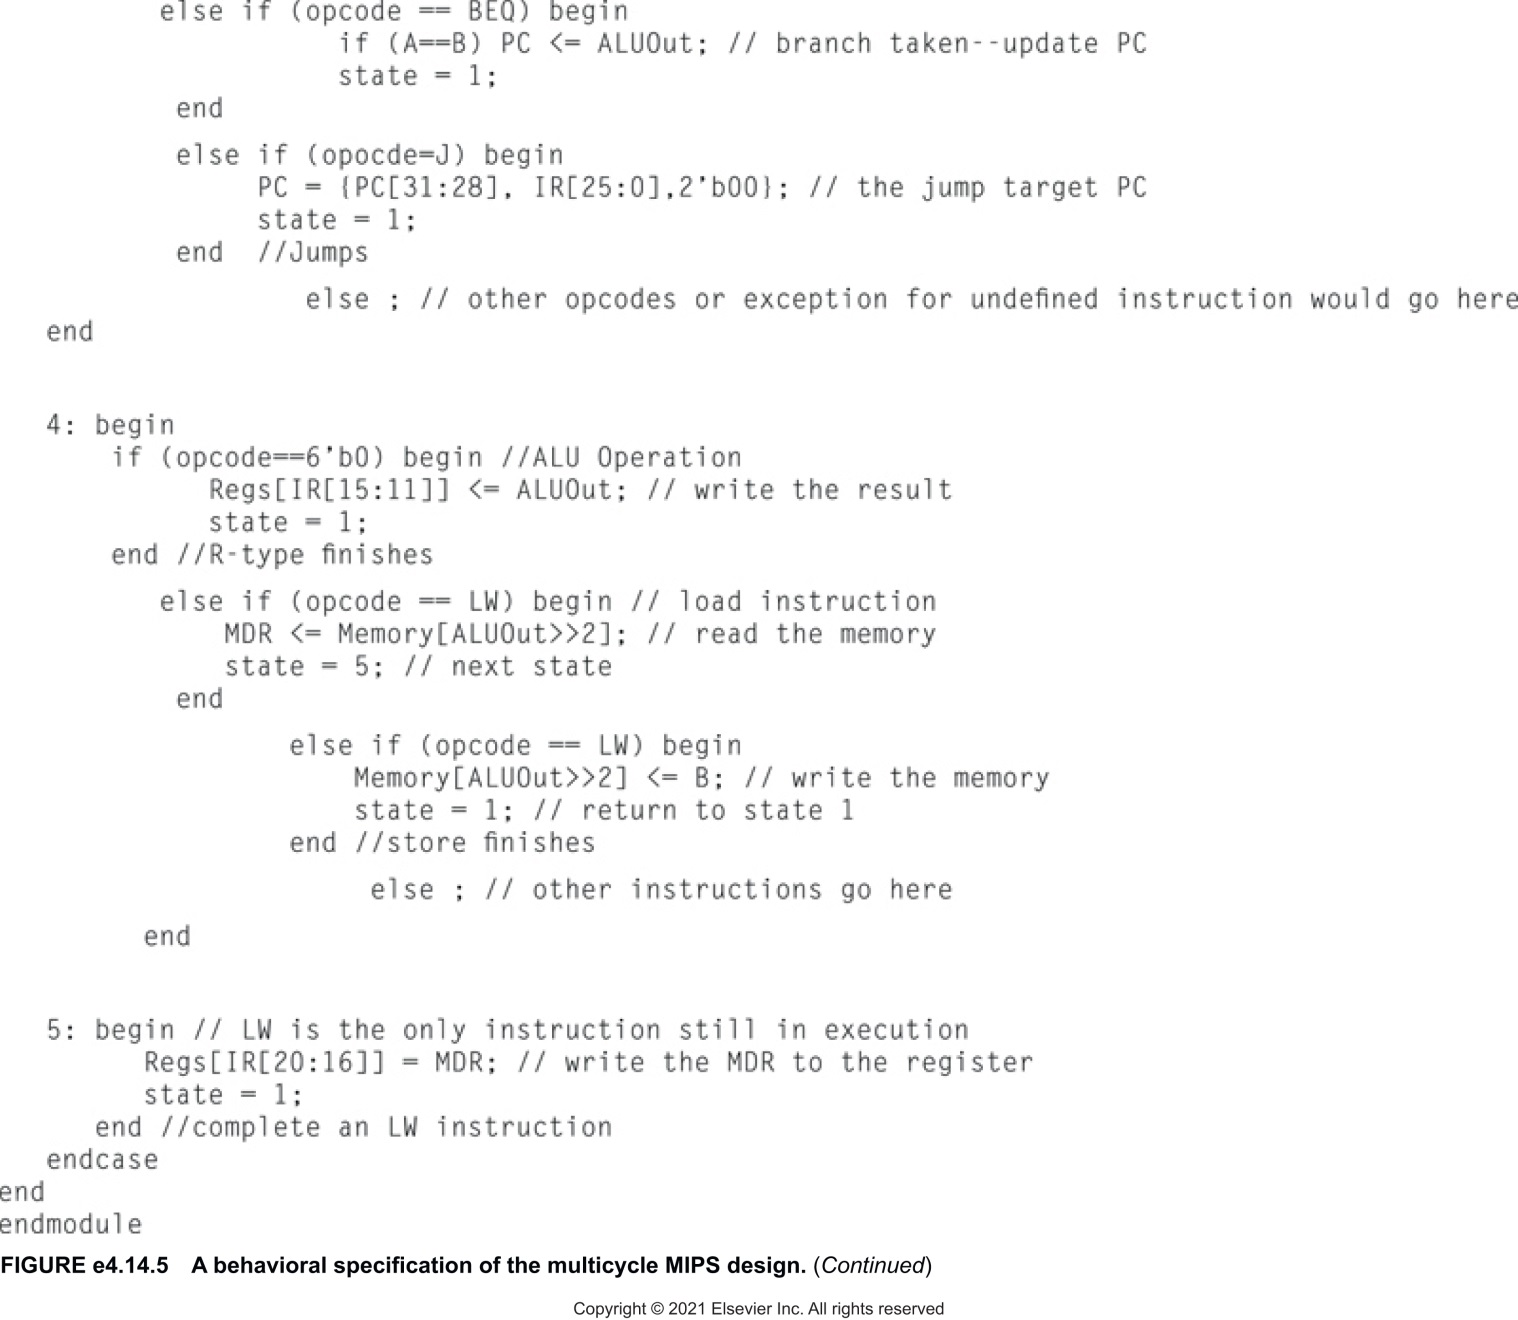 else if (opcode == BEQ) begin
if (A==B) PC <= ALUOut; // branch taken--update PC
state = 1;
end
else if (opocde=J) begin
PC = {PC[31:28], IR[25:0],2'b00}; // the jump target PC
state = 1;
end //Jumps
else ; // other opcodes or exception for undefined instruction would go here
end
4: begin
if (opcode==6'b0) begin //ALU Operation
Regs[IR[15:11]] <= ALUOut; // write the result
state = 1;
end //R-type finishes
else if (opcode == LW) begin // load instruction
MDR <= Memory[ALUOut>>2]; // read the memory
state = 5; // next state
end
else if (opcode == LW) begin
Memory[ALUOut>>2] <= B; // write the memory
state = 1; // return to state 1
end //store finishes
else ; // other instructions go here
end
5: begin // LW is the only instruction still in execution
Regs[IR[20:16]] = MDR; // write the MDR to the register
state = 1;
end //complete an LW instruction
endcase
end
endmodule
FIGURE e4.14.5 A behavioral specification of the multicycle MIPS design. (Continued)
Copyright © 2021 Elsevier Inc. All rights reserved